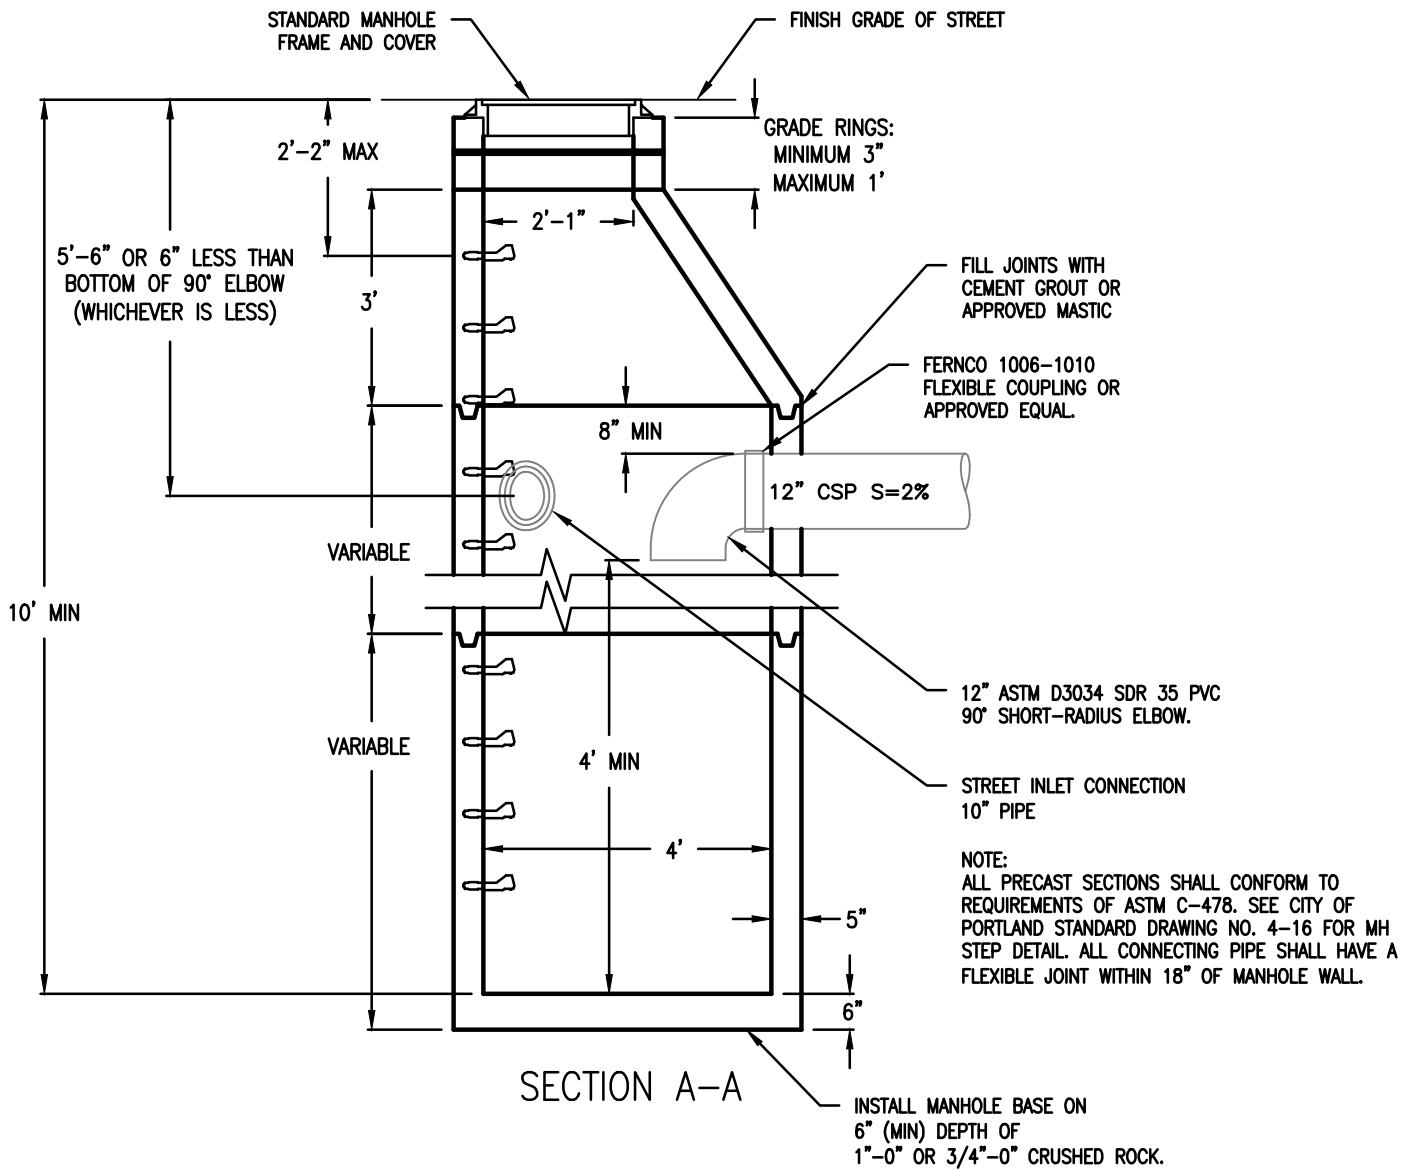 STANDARD MANHOLE
FRAME AND COVER
FINISH GRADE OF STREET
2'-2" MAX
GRADE RINGS:
MINIMUM 3"
MAXIMUM 1'
2'-1"
5'-6" OR 6" LESS THAN
BOTTOM OF 90° ELBOW
(WHICHEVER IS LESS)
3'
FILL JOINTS WITH
CEMENT GROUT OR
APPROVED MASTIC
FERNCO 1006-1010
FLEXIBLE COUPLING OR
APPROVED EQUAL.
8" MIN
12" CSP S=2%
VARIABLE
10' MIN
12" ASTM D3034 SDR 35 PVC
90° SHORT-RADIUS ELBOW.
VARIABLE
4' MIN
STREET INLET CONNECTION
10" PIPE
4'
NOTE:
ALL PRECAST SECTIONS SHALL CONFORM TO
REQUIREMENTS OF ASTM C-478. SEE CITY OF
PORTLAND STANDARD DRAWING NO. 4-16 FOR MH
STEP DETAIL. ALL CONNECTING PIPE SHALL HAVE A
FLEXIBLE JOINT WITHIN 18" OF MANHOLE WALL.
5"
6"
SECTION A-A
INSTALL MANHOLE BASE ON
6" (MIN) DEPTH OF
1"-0" OR 3/4"-0" CRUSHED ROCK.